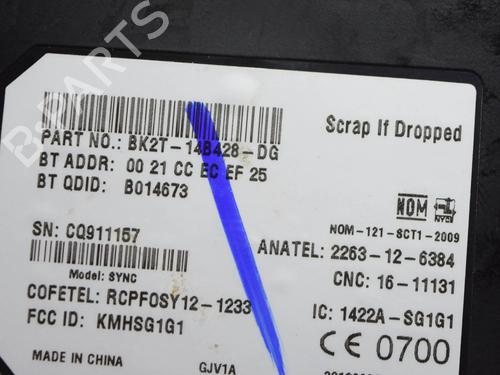 Scrap If Dropped
PART NO.: BK2T-14B428-DG
BT ADDR: 00 21 CC EC EF 25
BT QDID: B014673
NOM
NYCE
NOM-121-SCT1-2009
SN: CQ911157
ANATEL: 2263-12-6384
Model: SYNC
CNC: 16-11131
COFETEL: RCPFOSY12-1233
IC: 1422A-SG1G1
FCC ID: KMHSG1G1
CE 0700
MADE IN CHINA
GJV1A
B-Parts